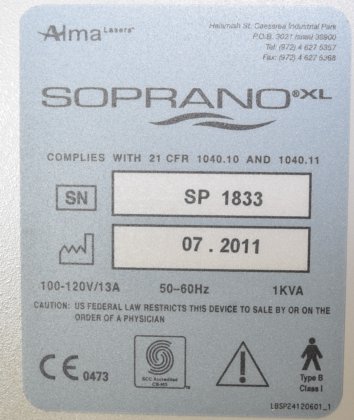 Alma Lasers™
Halamish St. Caesarea Industrial Park
P.O.B. 3021 Israel 38900
Tel: (972) 4 627 5357
Fax: (972) 4 627 5368
SOPRANO®XL
COMPLIES WITH 21 CFR 1040.10 AND 1040.11
SN SP 1833
07.2011
100-120V/13A 50-60Hz 1KVA
CAUTION: US FEDERAL LAW RESTRICTS THIS DEVICE TO SALE BY OR ON THE
ORDER OF A PHYSICIAN
CE 0473
Type B
Class I
LBSP24120601_1